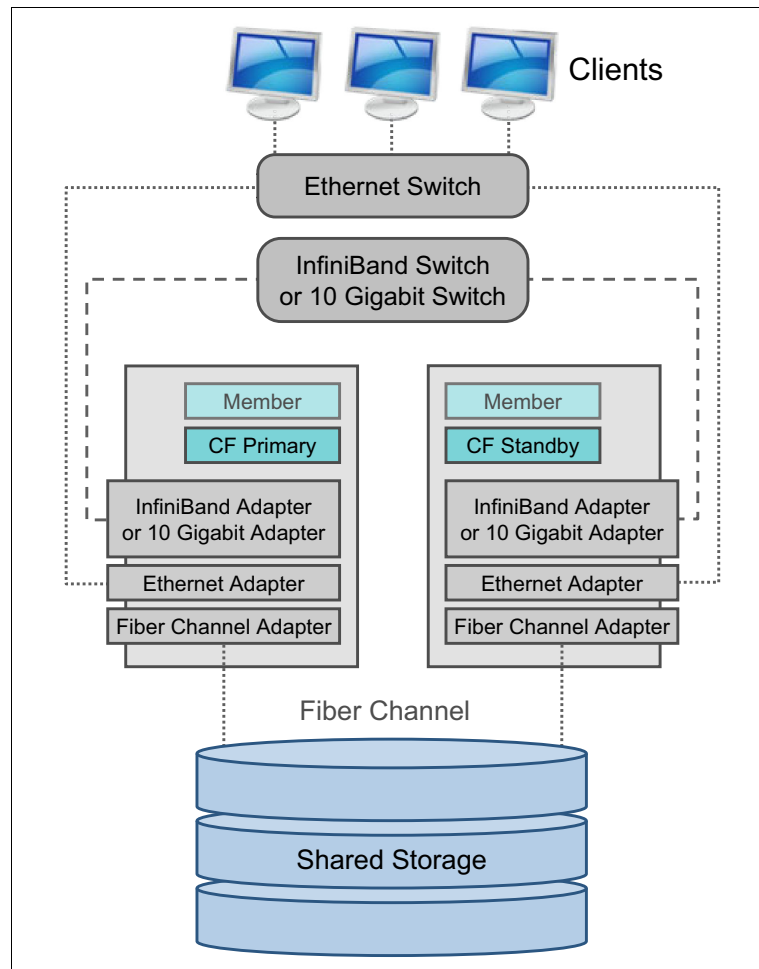 Clients
Ethernet Switch
InfiniBand Switch
or 10 Gigabit Switch
Member
CF Primary
InfiniBand Adapter
or 10 Gigabit Adapter
Ethernet Adapter
Fiber Channel Adapter
Member
CF Standby
InfiniBand Adapter
or 10 Gigabit Adapter
Ethernet Adapter
Fiber Channel Adapter
Fiber Channel
Shared Storage